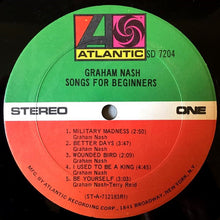 ATLANTIC
SD 7204
GRAHAM NASH
SONGS FOR BEGINNERS
STEREO
ONE
1. MILITARY MADNESS (2:50)
Graham Nash
2. BETTER DAYS (3:47)
Graham Nash
3. WOUNDED BIRD (2:09)
Graham Nash
4. I USED TO BE A KING (4:45)
Graham Nash
5. BE YOURSELF (3:03)
Graham Nash-Terry Reid
(ST-A-712185RI)
MFG. BY ATLANTIC RECORDING CORP., 1841 BROADWAY, NEW YORK, N.Y.